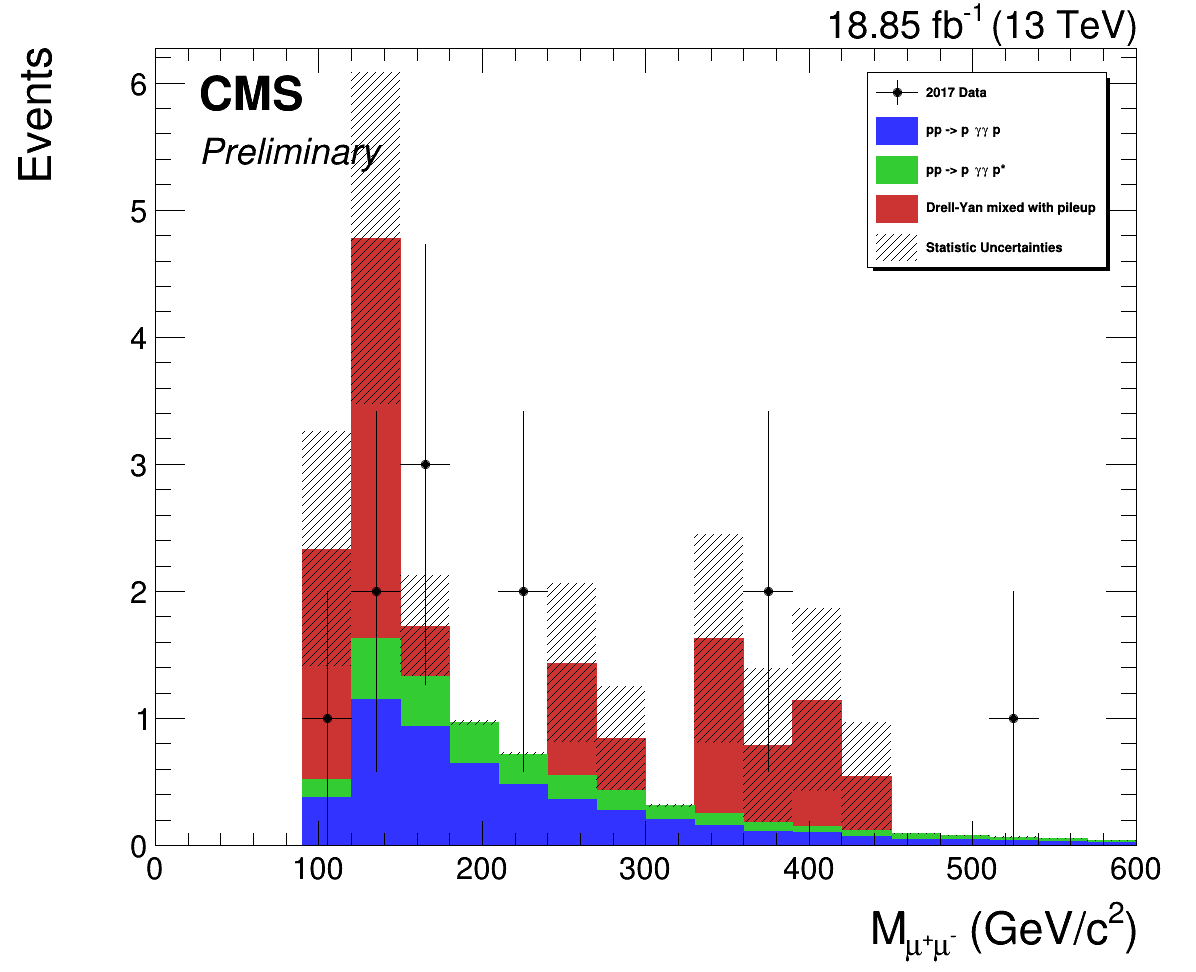 18.85 fb⁻¹ (13 TeV)
Events
CMS
Preliminary
2017 Data
pp -> p γγ p
pp -> p γγ p*
Drell-Yan mixed with pileup
Statistic Uncertainties
6
5
4
3
2
1
0
0 100 200 300 400 500 600
M_μ⁺μ⁻ (GeV/c²)